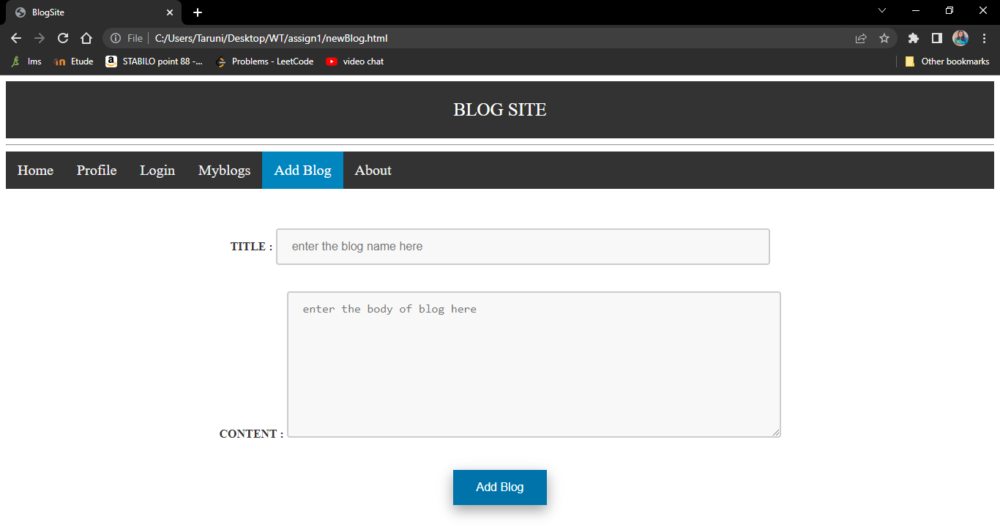 BlogSite
File C:/Users/Taruni/Desktop/WT/assign1/newBlog.html
lms Etude STABILO point 88 -... Problems - LeetCode video chat Other bookmarks
BLOG SITE
Home Profile Login Myblogs Add Blog About
TITLE : enter the blog name here
enter the body of blog here
CONTENT :
Add Blog